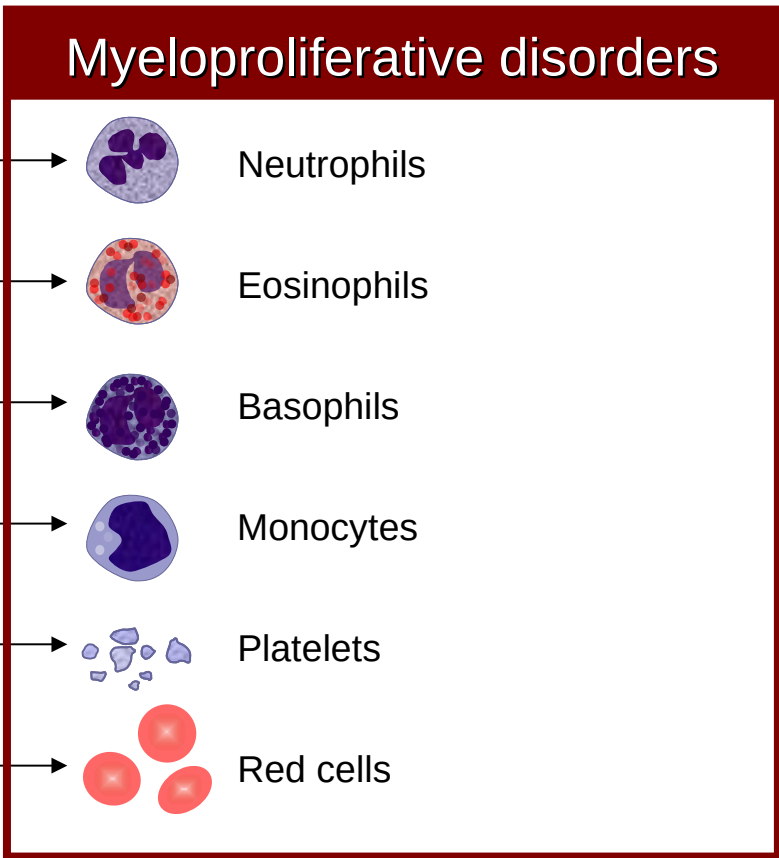 Myeloproliferative disorders
Neutrophils
Eosinophils
Basophils
Monocytes
Platelets
Red cells